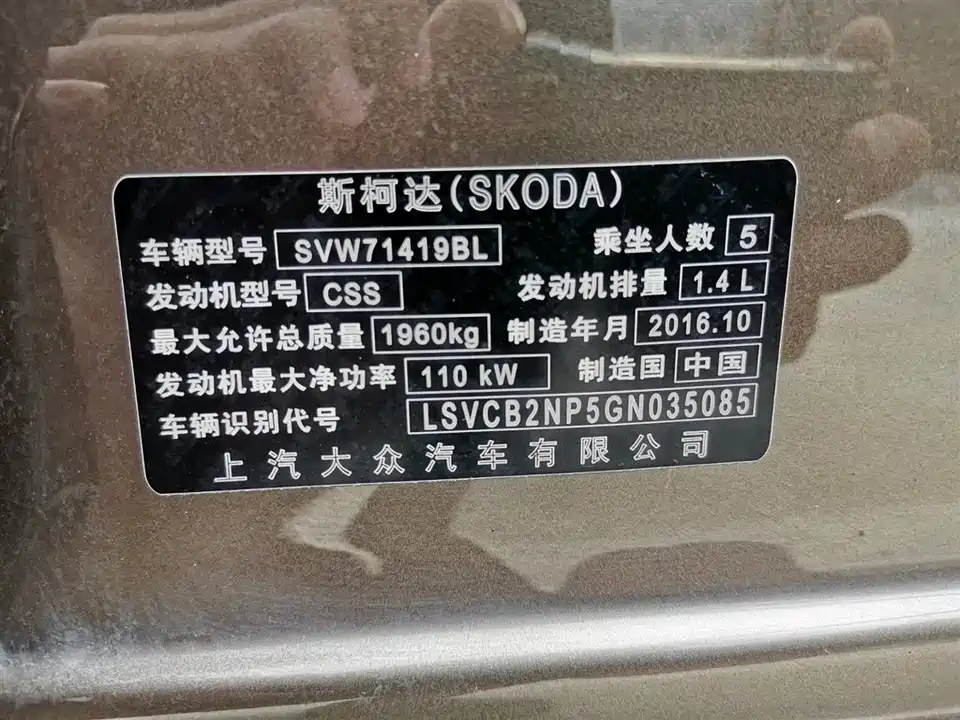 斯柯达(SKODA)
车辆型号 SVW71419BL 乘坐人数 5
发动机型号 CSS 发动机排量 1.4 L
最大允许总质量 1960kg 制造年月 2016.10
发动机最大净功率 110 kW 制造国 中国
车辆识别代号 LSVCB2NP5GN035085
上汽大众汽车有限公司